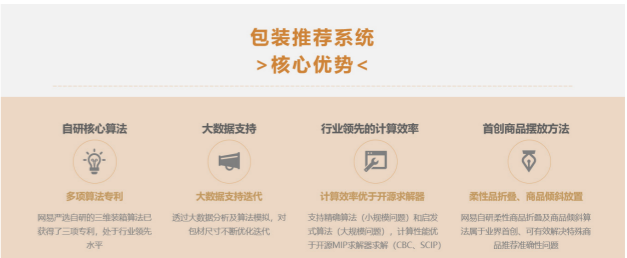 包装推荐系统
>核心优势<
自研核心算法
大数据支持
行业领先的计算效率
首创商品摆放方法
多项算法专利
大数据支持迭代
计算效率优于开源求解器
柔性品折叠、商品倾斜放置
网易严选自研的三维装箱算法已
获得了三项专利，处于行业领先
水平
透过大数据分析及算法模拟，对
包材尺寸不断优化迭代
支持精确算法（小规模问题）和启发
式算法（大规模问题），计算性能优
于开源MIP求解器求解（CBC、SCIP）
网易自研柔性商品折叠及商品倾斜算
法属于业界首创，可有效解决特殊商
品推荐准确性问题